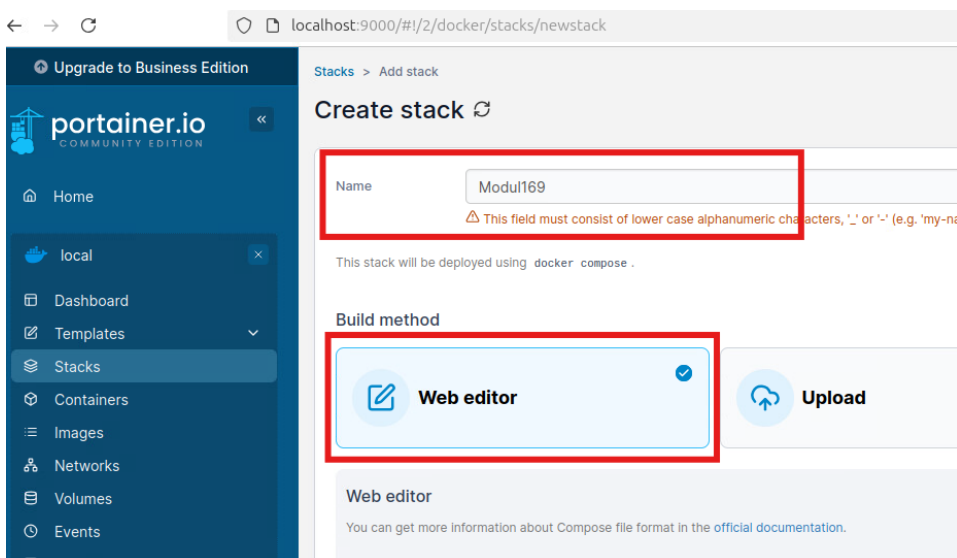 localhost:9000/#!/2/docker/stacks/newstack
Upgrade to Business Edition
portainer.io
COMMUNITY EDITION
Home
local
Dashboard
Templates
Stacks
Containers
Images
Networks
Volumes
Events
Stacks > Add stack
Create stack
Name
Modul169
This field must consist of lower case alphanumeric characters, '_' or '-' (e.g. 'my-na
This stack will be deployed using docker compose.
Build method
Web editor
Upload
Web editor
You can get more information about Compose file format in the official documentation.